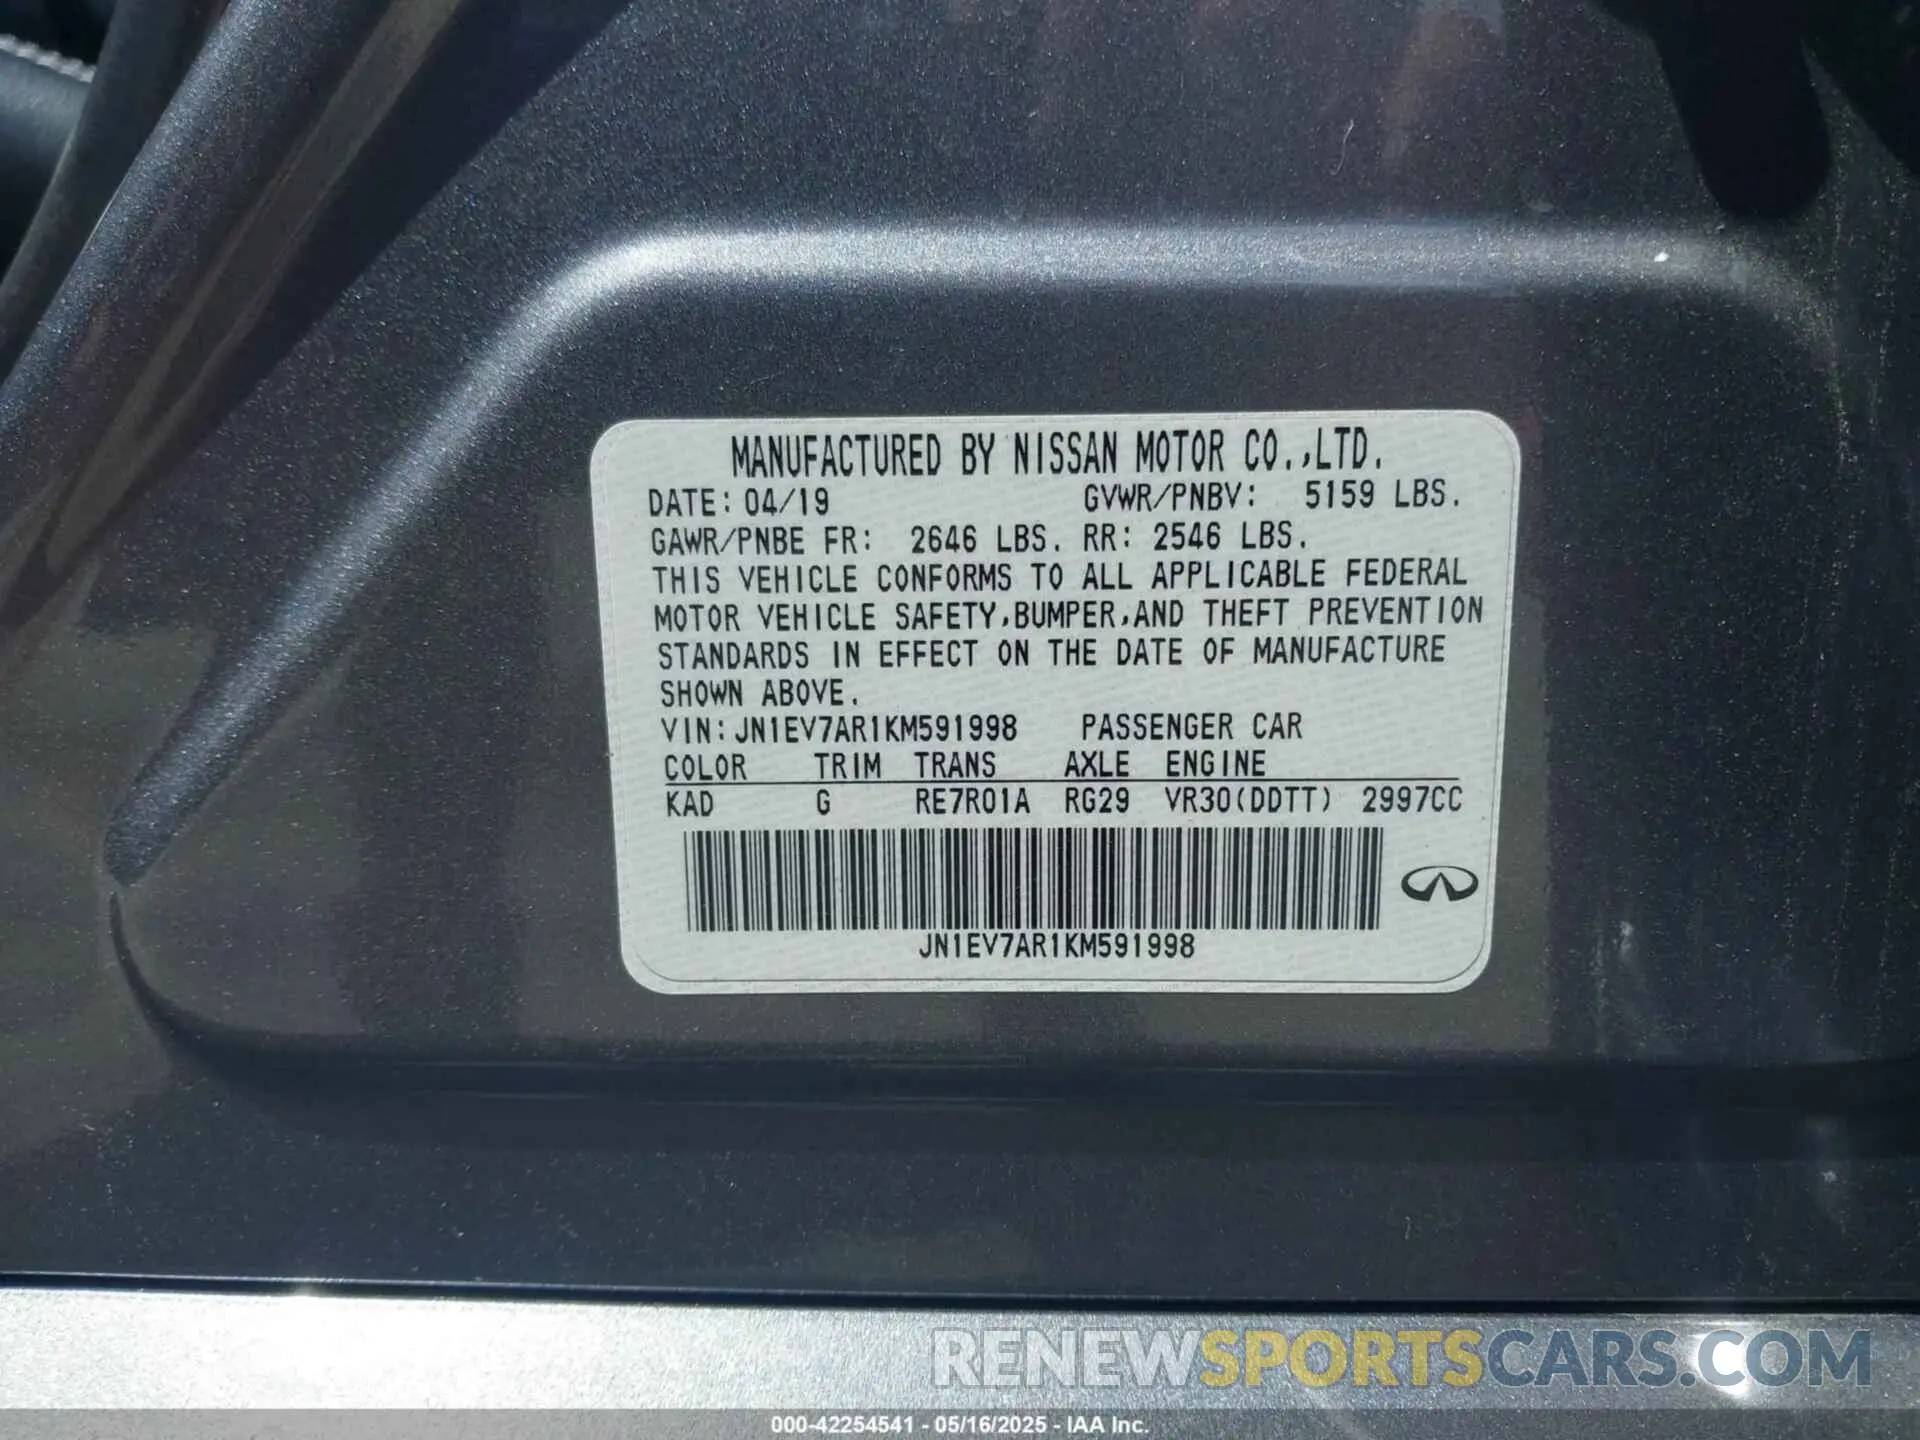 MANUFACTURED BY NISSAN MOTOR CO.,LTD.
DATE: 04/19 GVWR/PNBV: 5159 LBS.
GAWR/PNBE FR: 2646 LBS. RR: 2546 LBS.
THIS VEHICLE CONFORMS TO ALL APPLICABLE FEDERAL
MOTOR VEHICLE SAFETY,BUMPER,AND THEFT PREVENTION
STANDARDS IN EFFECT ON THE DATE OF MANUFACTURE
SHOWN ABOVE.
VIN:JN1EV7AR1KM591998 PASSENGER CAR
COLOR TRIM TRANS AXLE ENGINE
KAD G RE7R01A RG29 VR30(DDTT) 2997CC
JN1EV7AR1KM591998
RENEWSPORTSCARS.COM
000-42254541 - 05/16/2025 - IAA Inc.